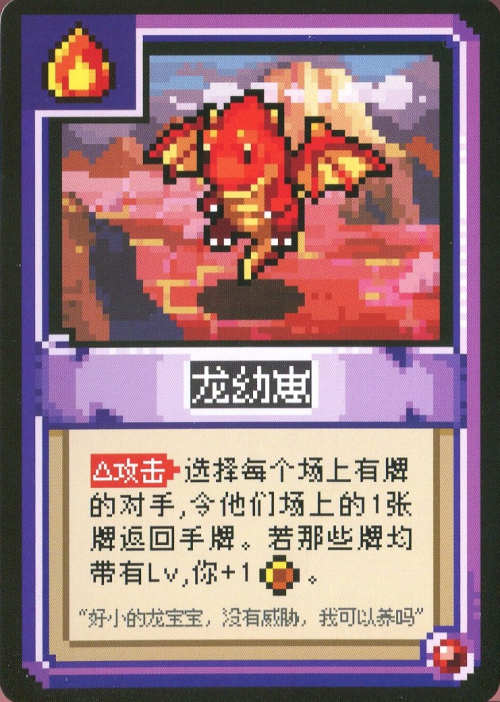 龙幼崽
△攻击 选择每个场上有牌
的对手,令他们场上的1张
牌返回手牌。若那些牌均
带有Lv,你+1 。
“好小的龙宝宝，没有威胁，我可以养吗”